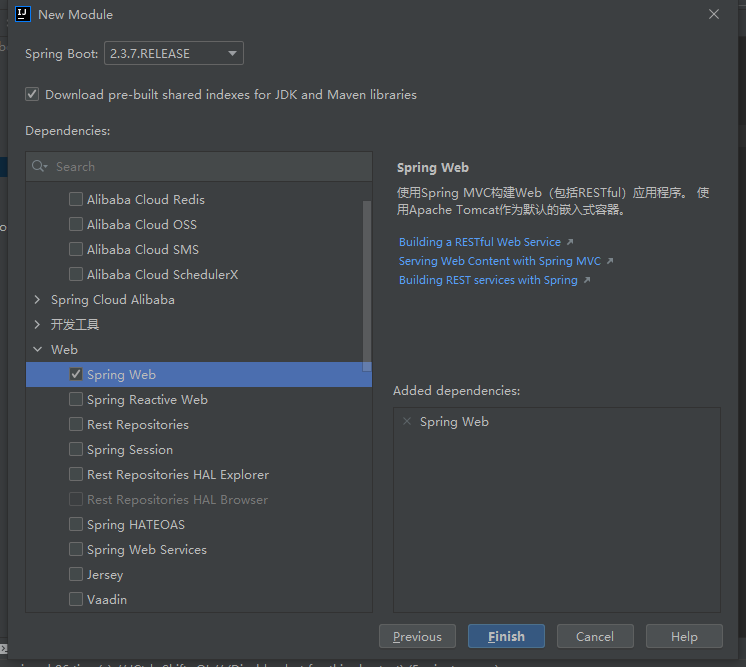 New Module
Spring Boot: 2.3.7.RELEASE
Download pre-built shared indexes for JDK and Maven libraries
Dependencies:
Search
Alibaba Cloud Redis
Alibaba Cloud OSS
Alibaba Cloud SMS
Alibaba Cloud SchedulerX
Spring Cloud Alibaba
开发工具
Web
Spring Web
Spring Reactive Web
Rest Repositories
Spring Session
Rest Repositories HAL Explorer
Rest Repositories HAL Browser
Spring HATEOAS
Spring Web Services
Jersey
Vaadin
Spring Web
使用Spring MVC构建Web（包括RESTful）应用程序。 使
用Apache Tomcat作为默认的嵌入式容器。
Building a RESTful Web Service
Serving Web Content with Spring MVC
Building REST services with Spring
Added dependencies:
Spring Web
Previous
Finish
Cancel
Help